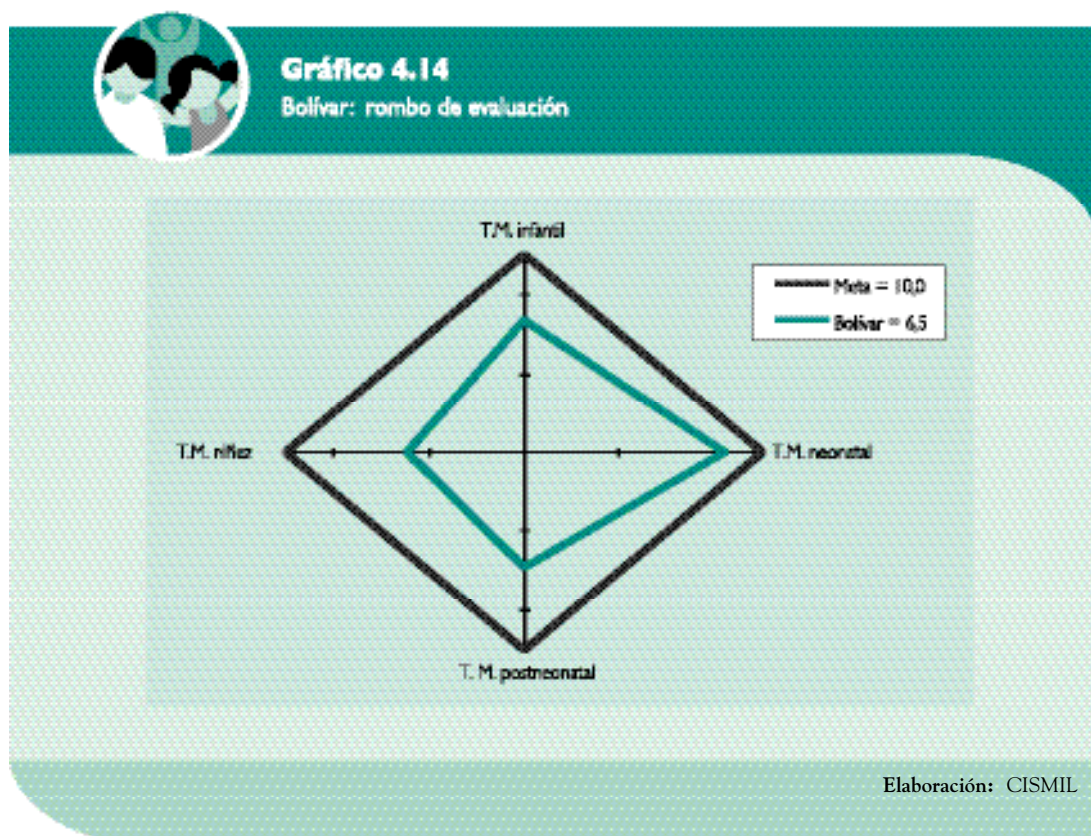 Gráfico 4.14
Bolívar: rombo de evaluación
T.M. infantil
Meta = 10,0
Bolívar = 6,5
T.M. niñez
T.M. neonatal
T. M. postneonatal
Elaboración: CISMIL